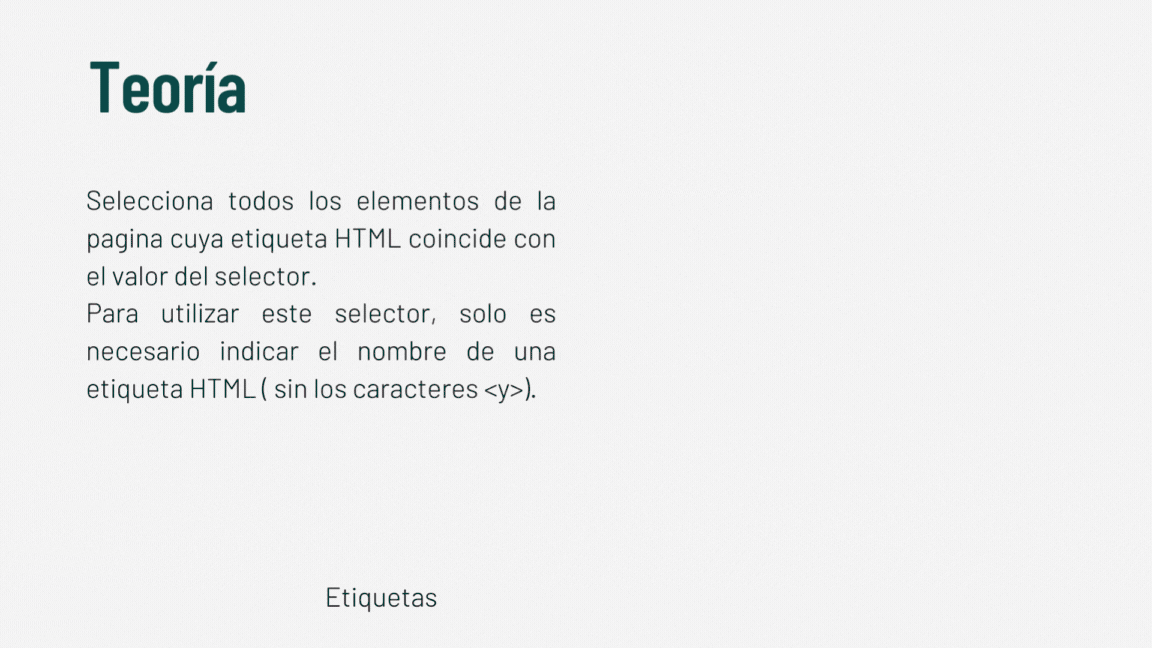 Teoría
Selecciona todos los elementos de la
pagina cuya etiqueta HTML coincide con
el valor del selector.
Para utilizar este selector, solo es
necesario indicar el nombre de una
etiqueta HTML ( sin los caracteres <y>).
Etiquetas